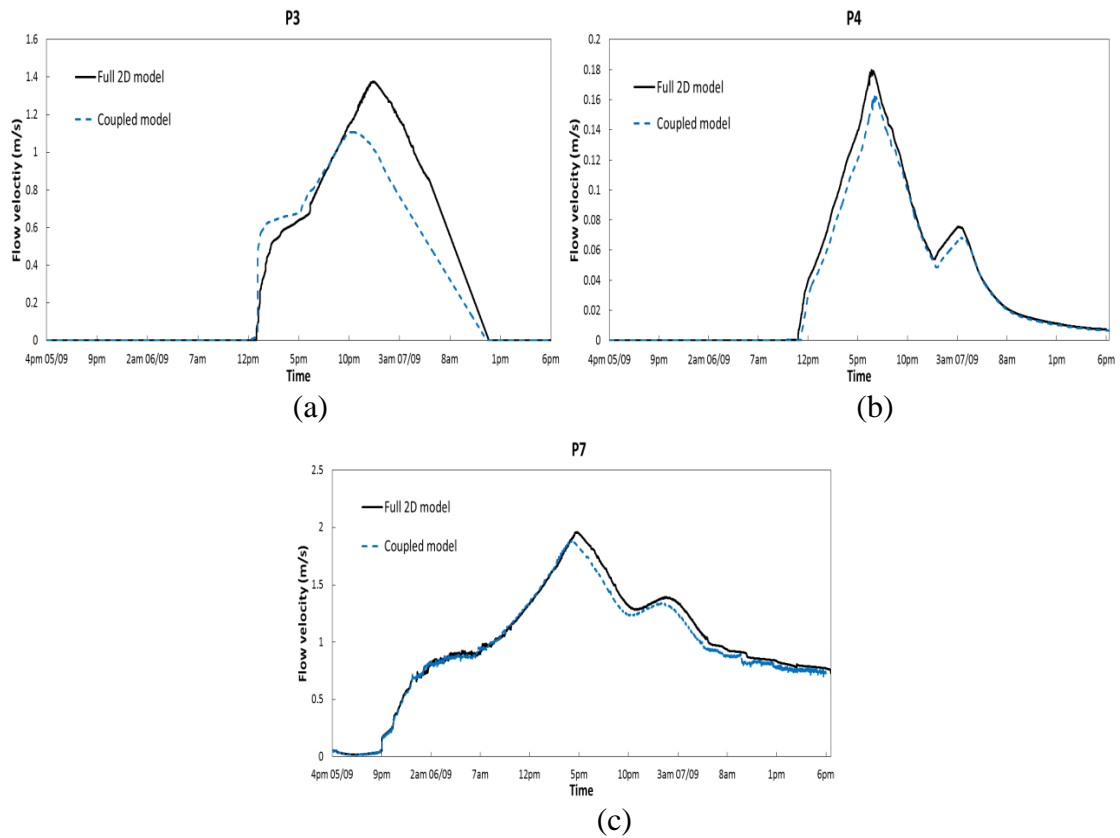 P3
1.6
1.4
1.2
1
0.8
0.6
0.4
0.2
0
Flow veloctiy (m/s)
Full 2D model
Coupled model
4pm 05/09 9pm 2am 06/09 7am 12pm 5pm 10pm 3am 07/09 8am 1pm 6pm
Time
(a)
P4
0.2
0.18
0.16
0.14
0.12
0.1
0.08
0.06
0.04
0.02
0
Flow velocity (m/s)
Full 2D model
Coupled model
4pm 05/09 9pm 2am 06/09 7am 12pm 5pm 10pm 3am 07/09 8am 1pm 6pm
Time
(b)
P7
2.5
2
1.5
1
0.5
0
Flow velocity (m/s)
Full 2D model
Coupled model
4pm 05/09 9pm 2am 06/09 7am 12pm 5pm 10pm 3am 07/09 8am 1pm 6pm
Time
(c)